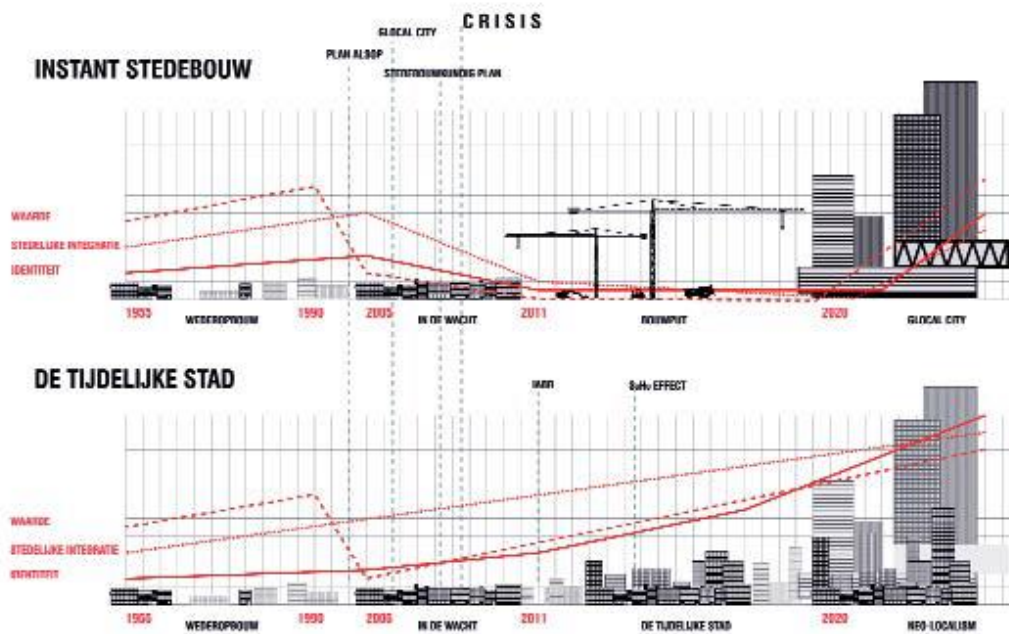 CRISIS
GLOCAL CITY
PLAN ALSOP
INSTANT STEDEBOUW
STEDEBOUWKUNDIG PLAN
WAARDE
STEDELIJKE INTEGRATIE
IDENTITEIT
1955 WEDEROPBOUW 1990 2005 IN DE WACHT 2011 BOUWPUT 2020 GLOCAL CITY
DE TIJDELIJKE STAD
IABR SoHo EFFECT
WAARDE
STEDELIJKE INTEGRATIE
IDENTITEIT
1955 WEDEROPBOUW 1990 2005 IN DE WACHT 2011 DE TIJDELIJKE STAD 2020 NEO-LOCALISM